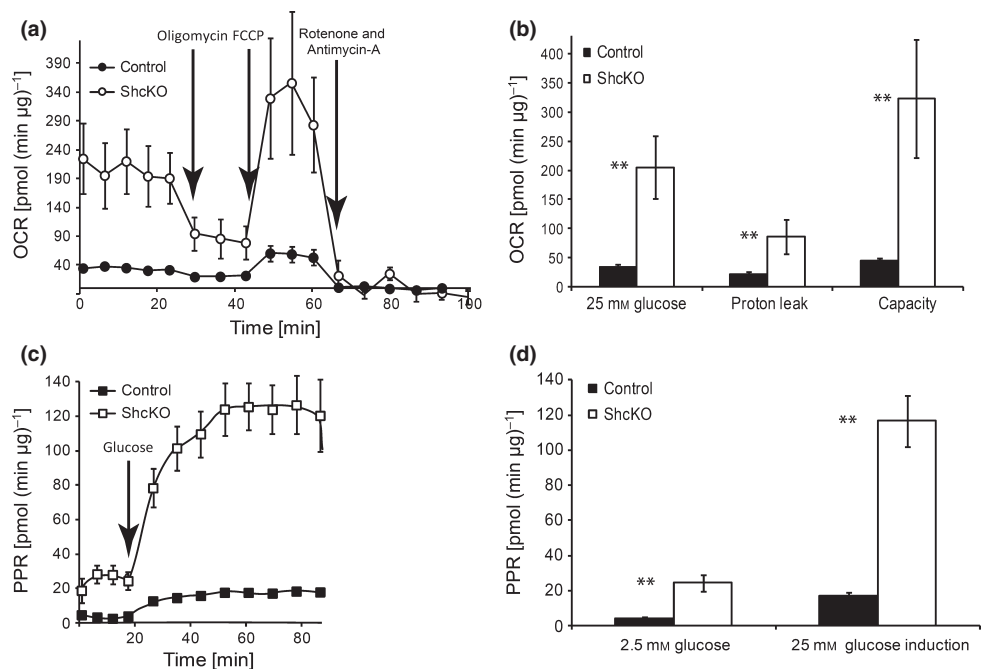 (a)
Oligomycin FCCP
Rotenone and
Antimycin-A
Control
ShcKO
OCR [pmol (min µg)⁻¹]
390
340
290
240
190
140
90
40
0 20 40 60 80 100
Time [min]
(b)
Control
ShcKO
OCR [pmol (min µg)⁻¹]
400
350
300
250
200
150
100
50
0
**
**
**
25 mM glucose Proton leak Capacity
(c)
Control
ShcKO
Glucose
PPR [pmol (min µg)⁻¹]
140
120
100
80
60
40
20
0
0 20 40 60 80
Time [min]
(d)
Control
ShcKO
PPR [pmol (min µg)⁻¹]
140
120
100
80
60
40
20
0
**
**
2.5 mM glucose 25 mM glucose induction